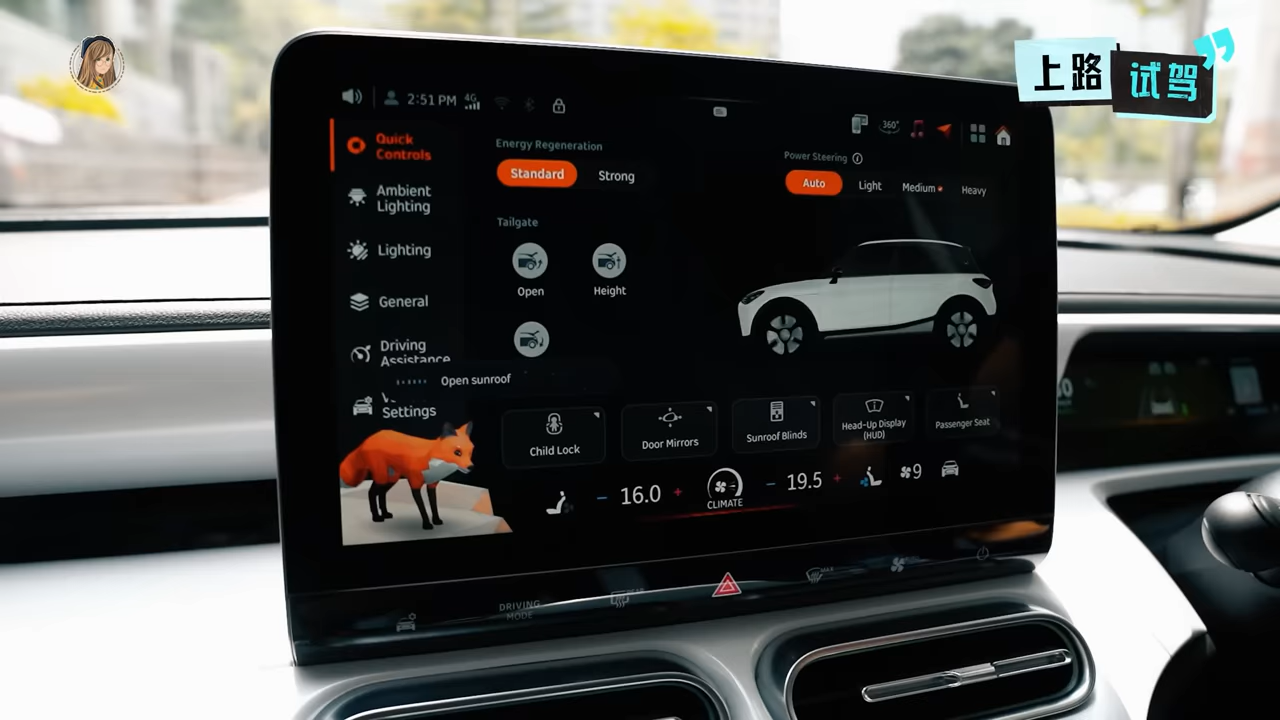 上路
试驾
2:51 PM
4G
360°
Quick
Controls
Ambient
Lighting
Lighting
General
Driving
Assistance
Settings
Energy Regeneration
Standard
Strong
Power Steering
Auto
Light
Medium
Heavy
Tailgate
Open
Height
Open sunroof
Child Lock
Door Mirrors
Sunroof Blinds
Head-Up Display
(HUD)
Passenger Seat
16.0
CLIMATE
19.5
9
DRIVING
MODE
MAX